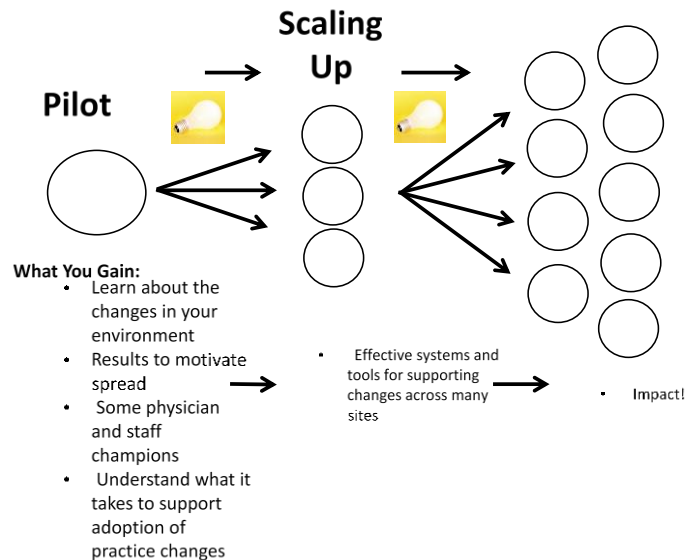 Scaling
Up
Pilot
What You Gain:
• Learn about the
changes in your
environment
• Results to motivate
spread
• Some physician
and staff
champions
• Understand what it
takes to support
adoption of
practice changes
• Effective systems and
tools for supporting
changes across many
sites
• Impact!